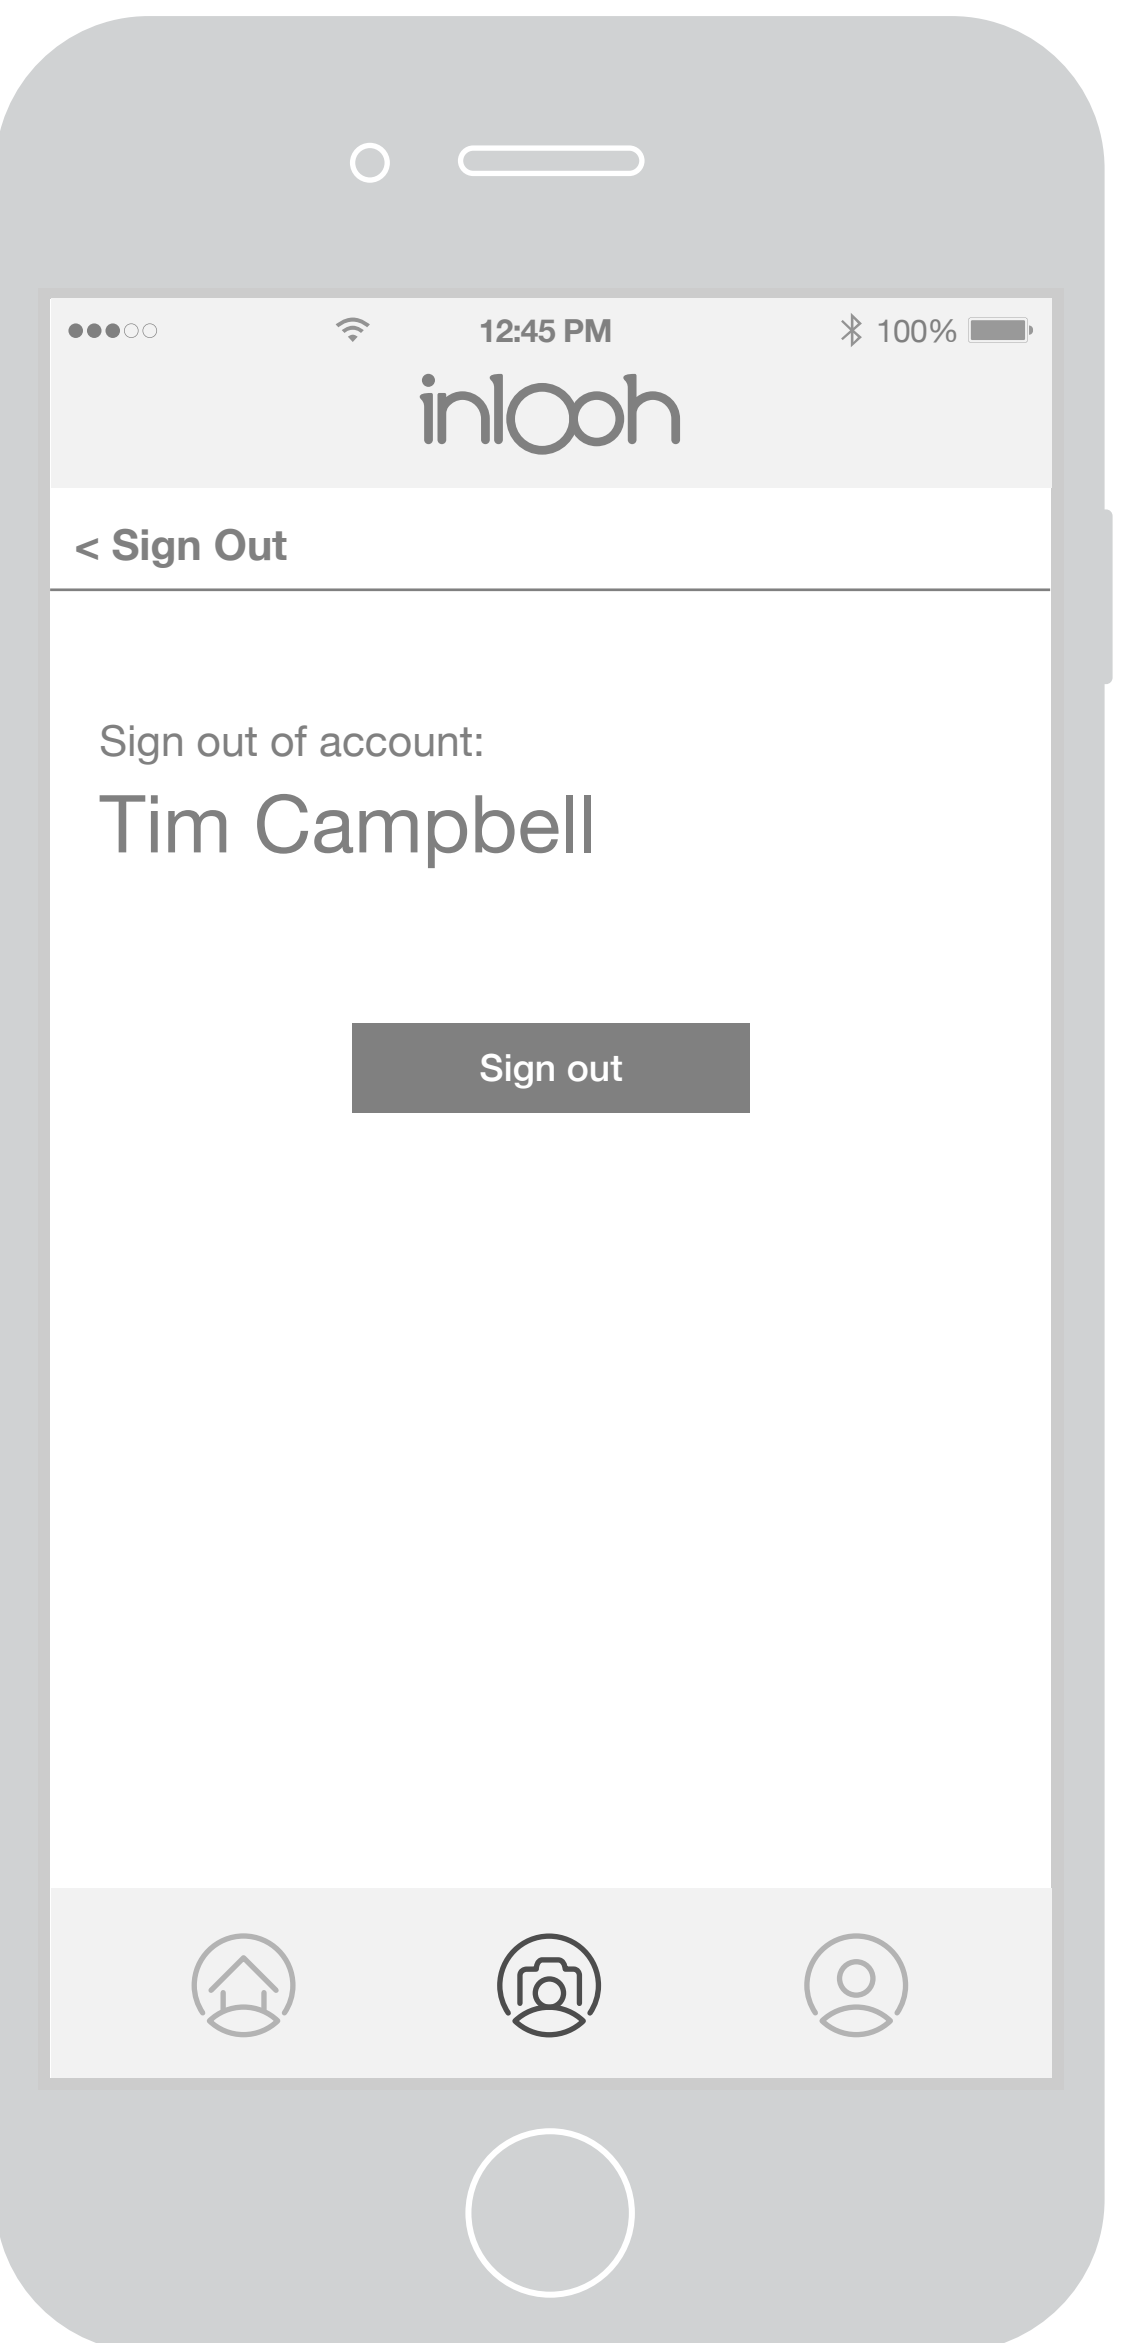 12:45 PM 100%
inlooh
< Sign Out
Sign out of account:
Tim Campbell
Sign out